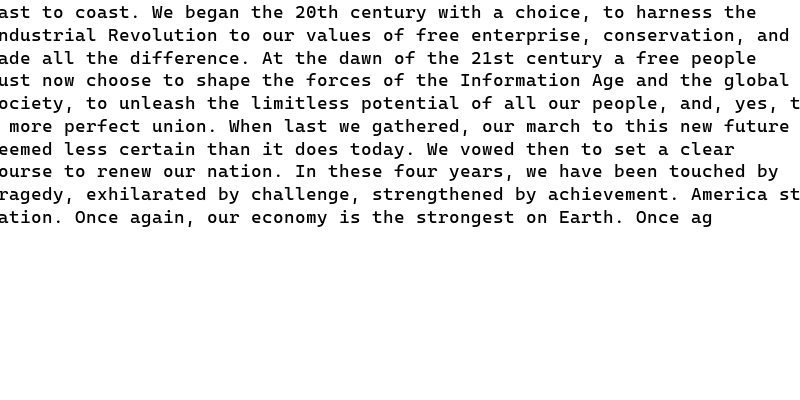 ast to coast. We began the 20th century with a choice, to harness the
ndustrial Revolution to our values of free enterprise, conservation, and
ade all the difference. At the dawn of the 21st century a free people
ust now choose to shape the forces of the Information Age and the global
ociety, to unleash the limitless potential of all our people, and, yes, t
more perfect union. When last we gathered, our march to this new future
eemed less certain than it does today. We vowed then to set a clear
ourse to renew our nation. In these four years, we have been touched by
ragedy, exhilarated by challenge, strengthened by achievement. America st
ation. Once again, our economy is the strongest on Earth. Once ag